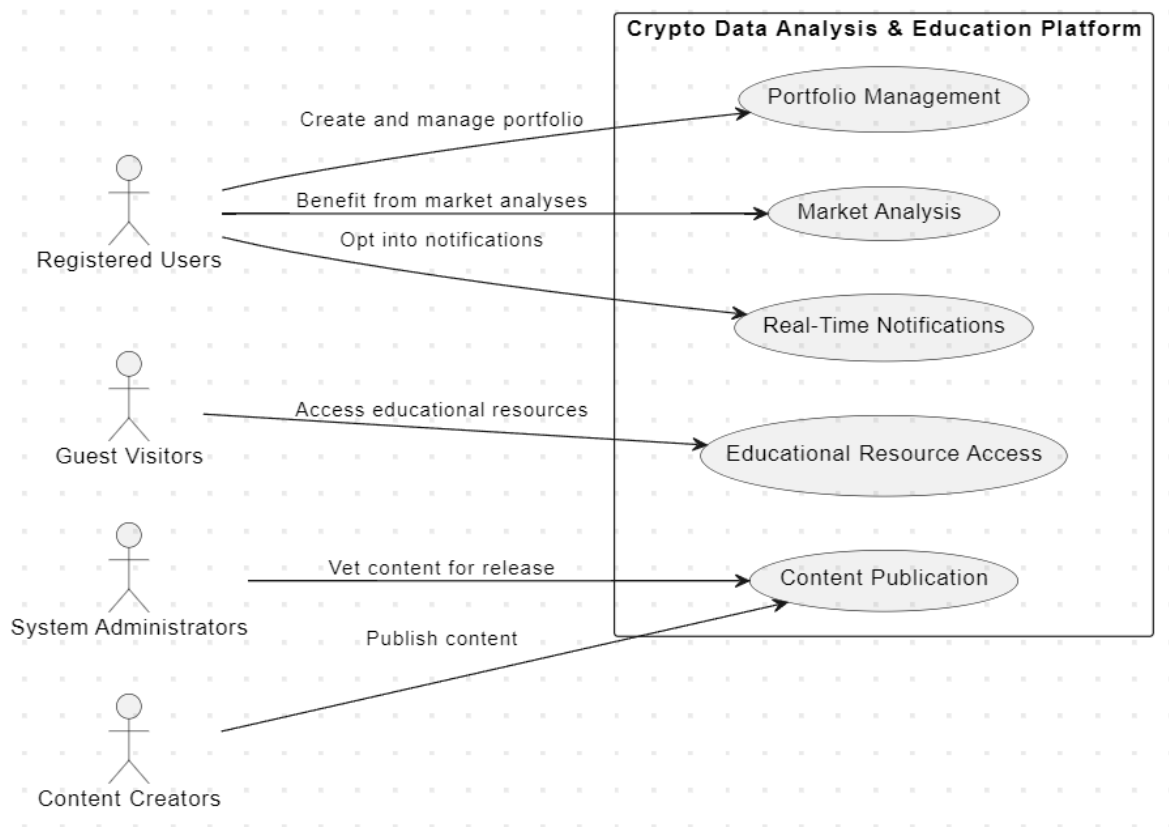 Crypto Data Analysis & Education Platform
Portfolio Management
Create and manage portfolio
Benefit from market analyses
Market Analysis
Opt into notifications
Registered Users
Real-Time Notifications
Access educational resources
Guest Visitors
Educational Resource Access
Vet content for release
Content Publication
System Administrators
Publish content
Content Creators